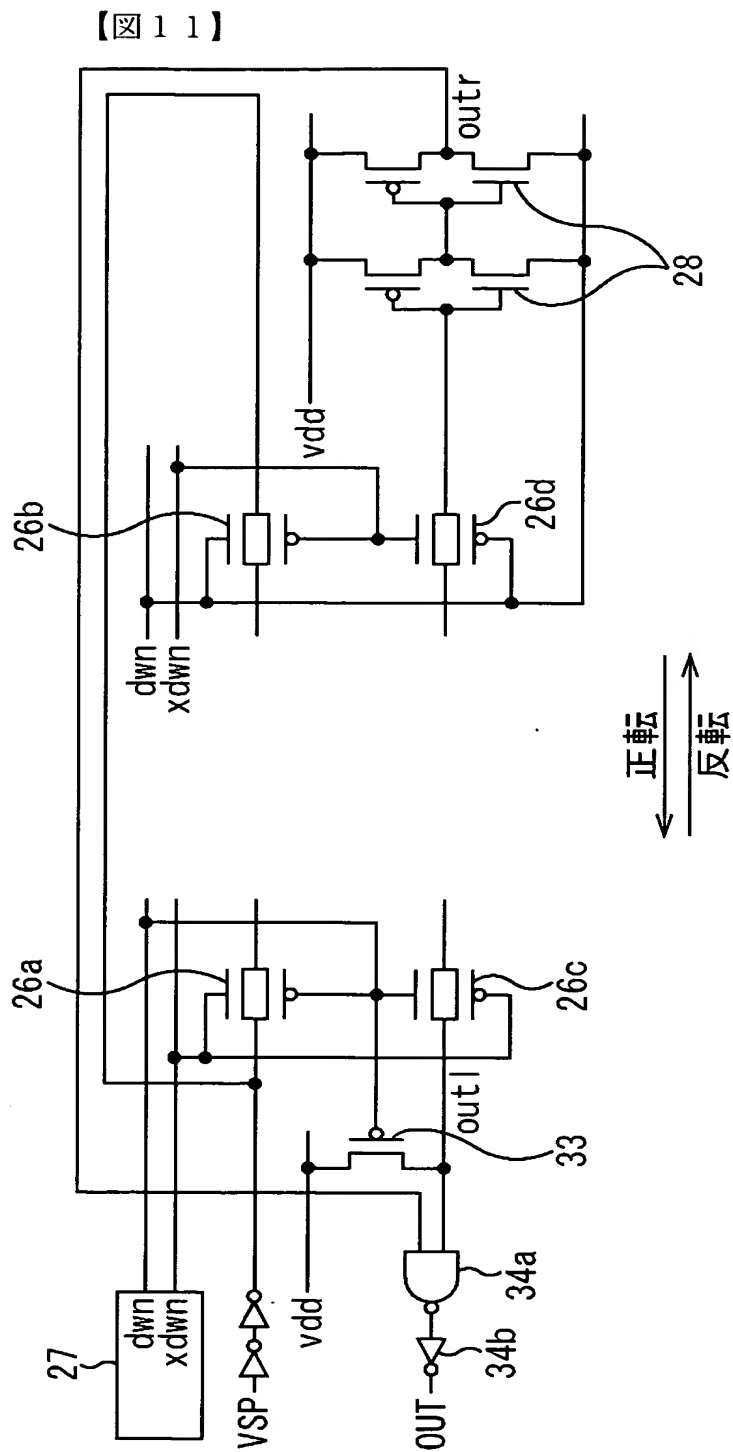 【図１１】
27
dwn
xdwn
VSP
vdd
OUT
34b
34a
33
outl
26a
26c
正転
反転
dwn
xdwn
26b
26d
vdd
outr
28